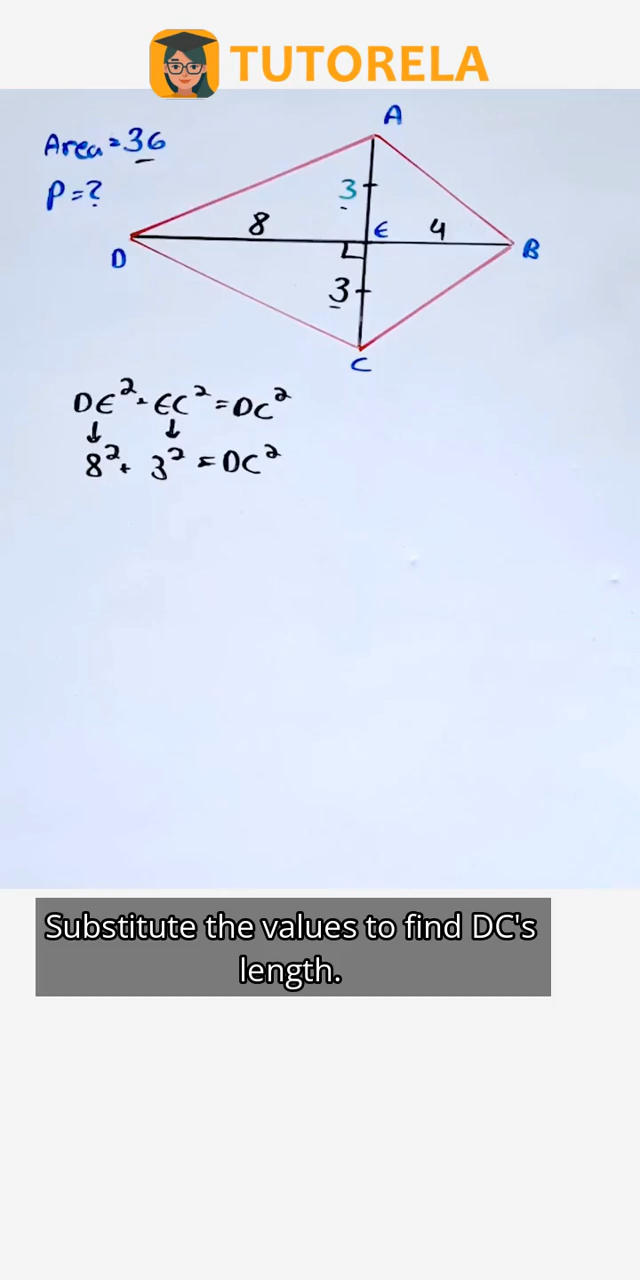 TUTORELA
A
Area = 36
3
P = ?
8
E
4
B
D
3
C
DE² + EC² = DC²
↓ ↓
8² + 3² = DC²
Substitute the values to find DC's
length.